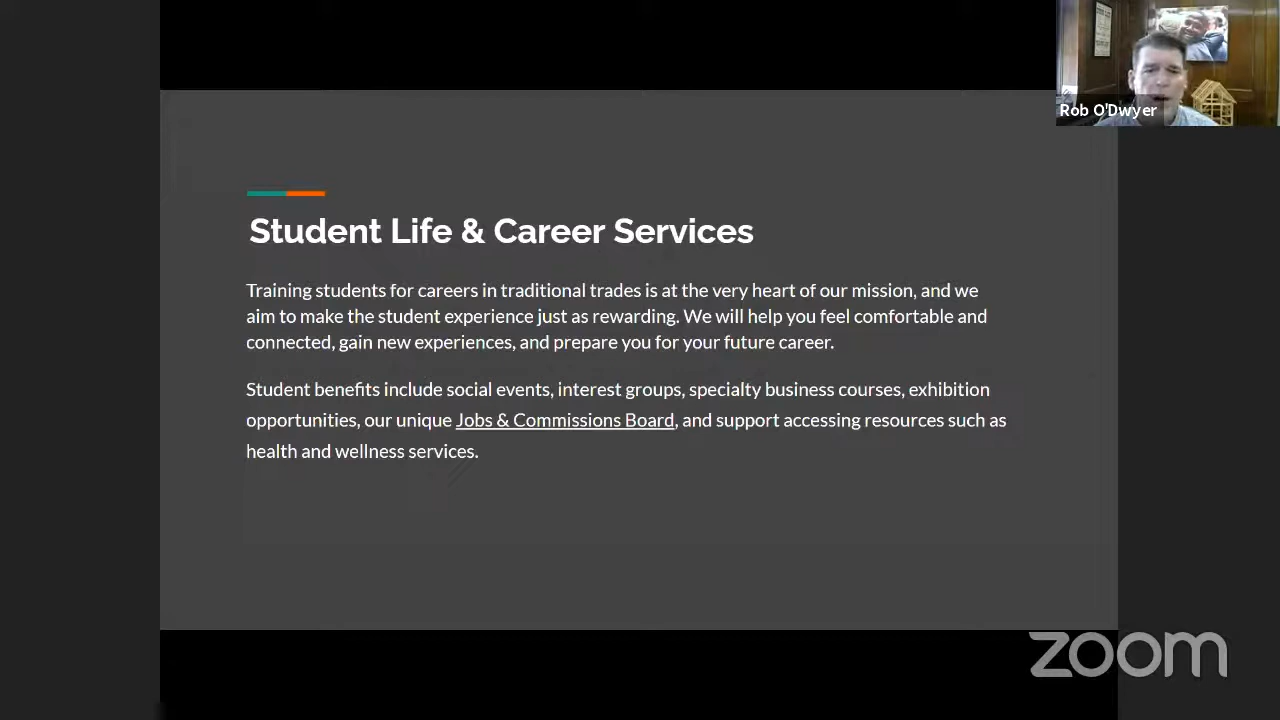 Rob O'Dwyer
Student Life & Career Services
Training students for careers in traditional trades is at the very heart of our mission, and we
aim to make the student experience just as rewarding. We will help you feel comfortable and
connected, gain new experiences, and prepare you for your future career.
Student benefits include social events, interest groups, specialty business courses, exhibition
opportunities, our unique Jobs & Commissions Board, and support accessing resources such as
health and wellness services.
zoom